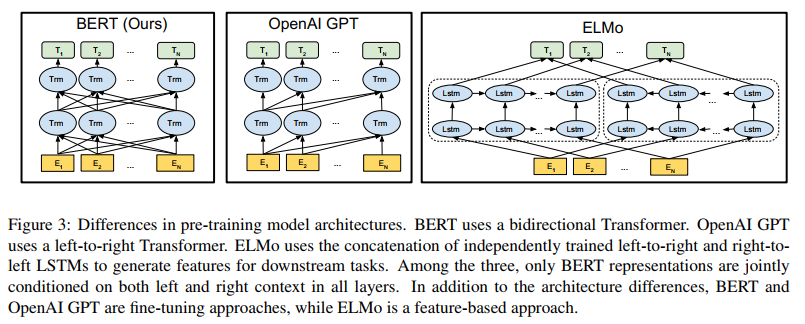 BERT (Ours)
OpenAI GPT
ELMo
T1 T2 ... TN
T1 T2 ... TN
T1 T2 ... TN
Trm Trm ... Trm
Trm Trm ... Trm
Lstm Lstm ... Lstm Lstm Lstm ... Lstm
Trm Trm ... Trm
Trm Trm ... Trm
Lstm Lstm ... Lstm Lstm Lstm ... Lstm
E1 E2 ... EN
E1 E2 ... EN
E1 E2 ... EN
Figure 3: Differences in pre-training model architectures. BERT uses a bidirectional Transformer. OpenAI GPT
uses a left-to-right Transformer. ELMo uses the concatenation of independently trained left-to-right and right-to-
left LSTMs to generate features for downstream tasks. Among the three, only BERT representations are jointly
conditioned on both left and right context in all layers. In addition to the architecture differences, BERT and
OpenAI GPT are fine-tuning approaches, while ELMo is a feature-based approach.